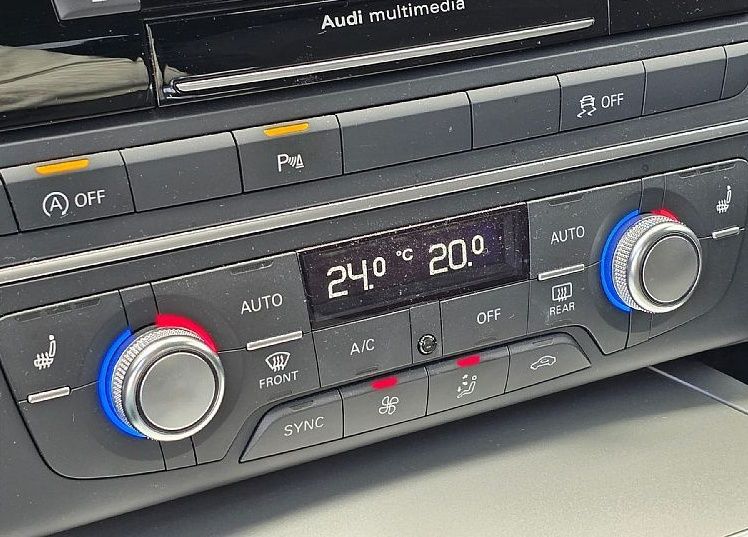 Audi multimedia
OFF
A OFF
P
24.0 °C 20.0
AUTO
AUTO
REAR
OFF
A/C
FRONT
SYNC